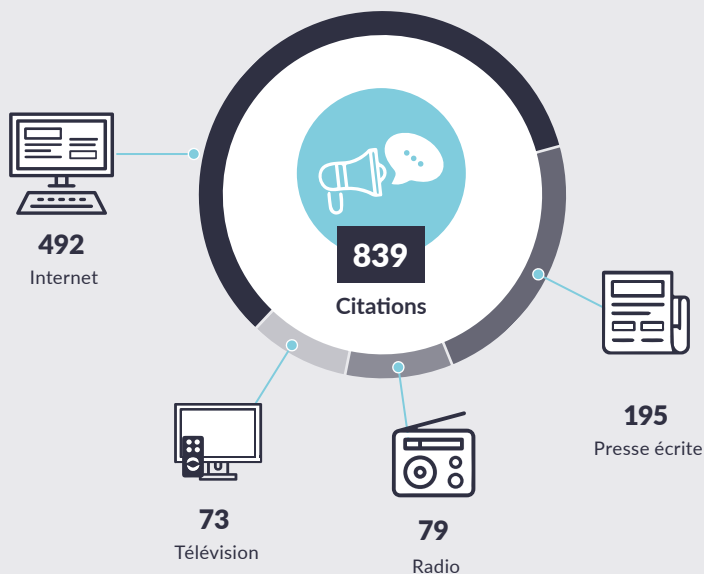 839
Citations
492
Internet
195
Presse écrite
73
Télévision
79
Radio